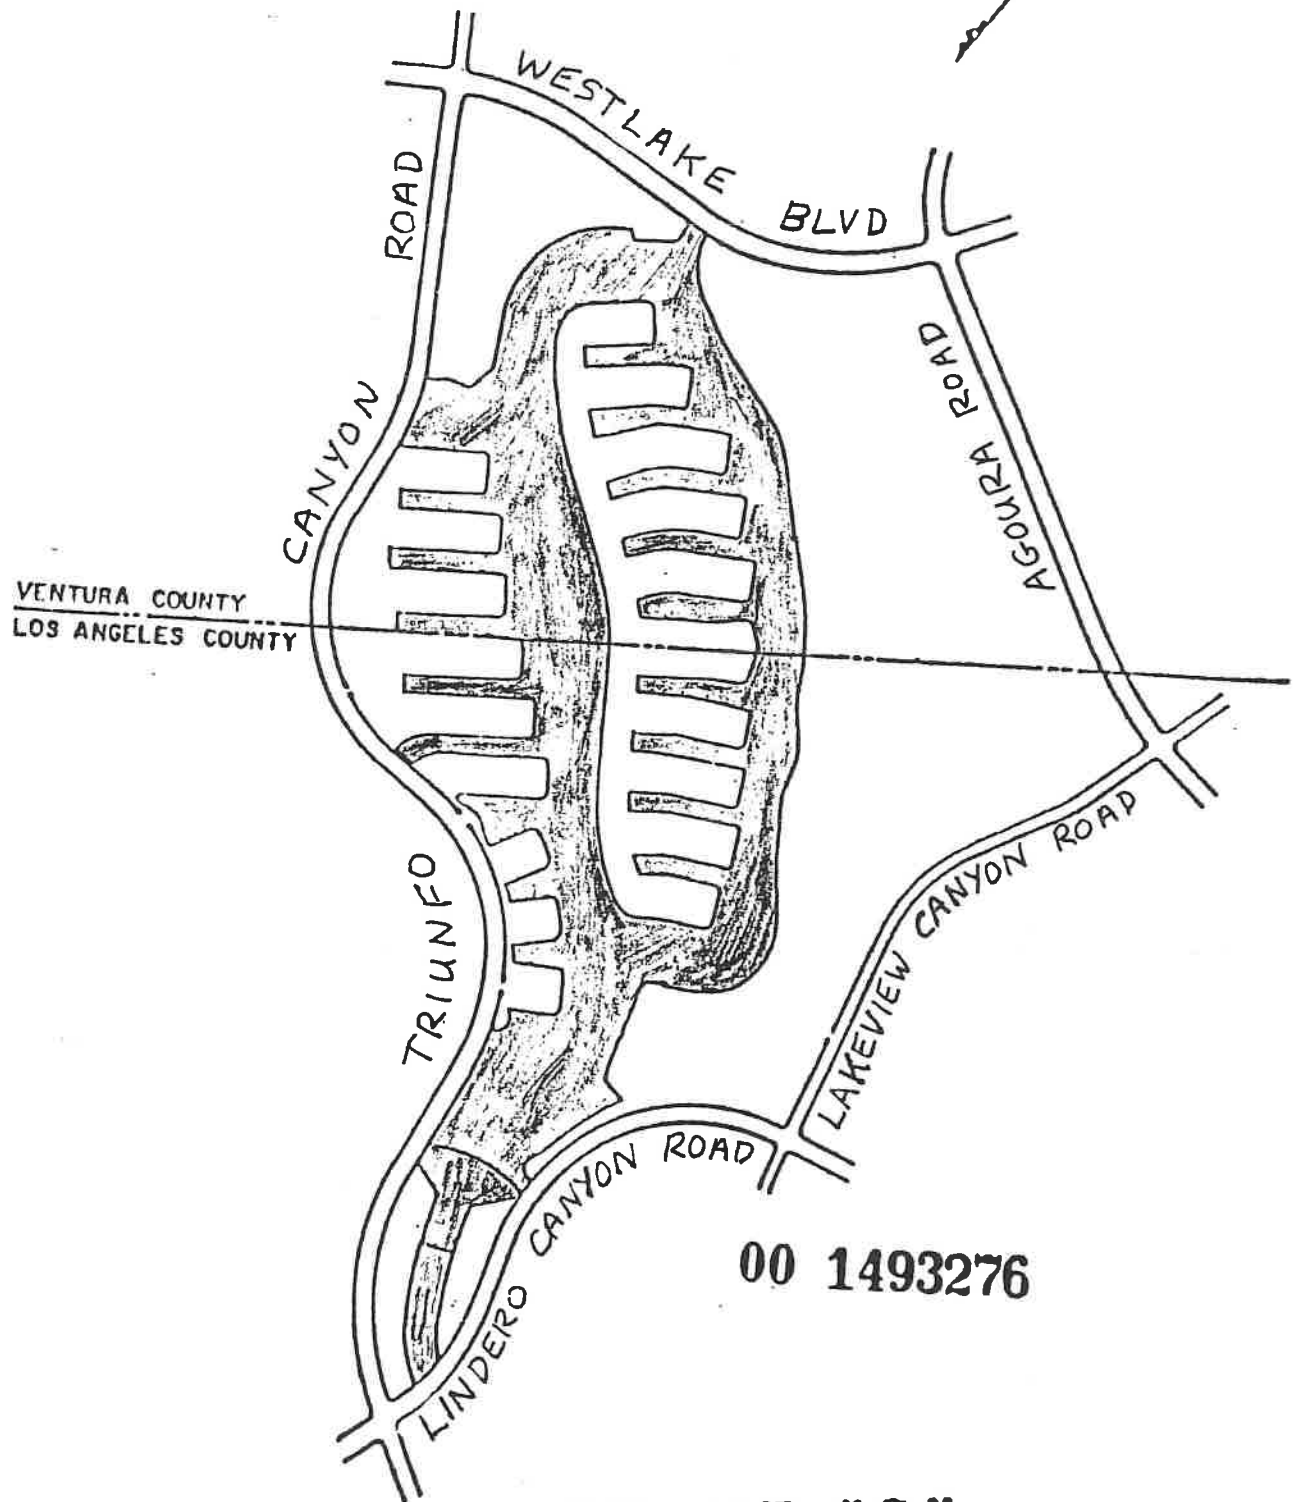 WESTLAKE BLVD
TRIUNFO CANYON ROAD
AGOURA ROAD
VENTURA COUNTY
LOS ANGELES COUNTY
LAKEVIEW CANYON ROAD
LINDERO CANYON ROAD
00 1493276